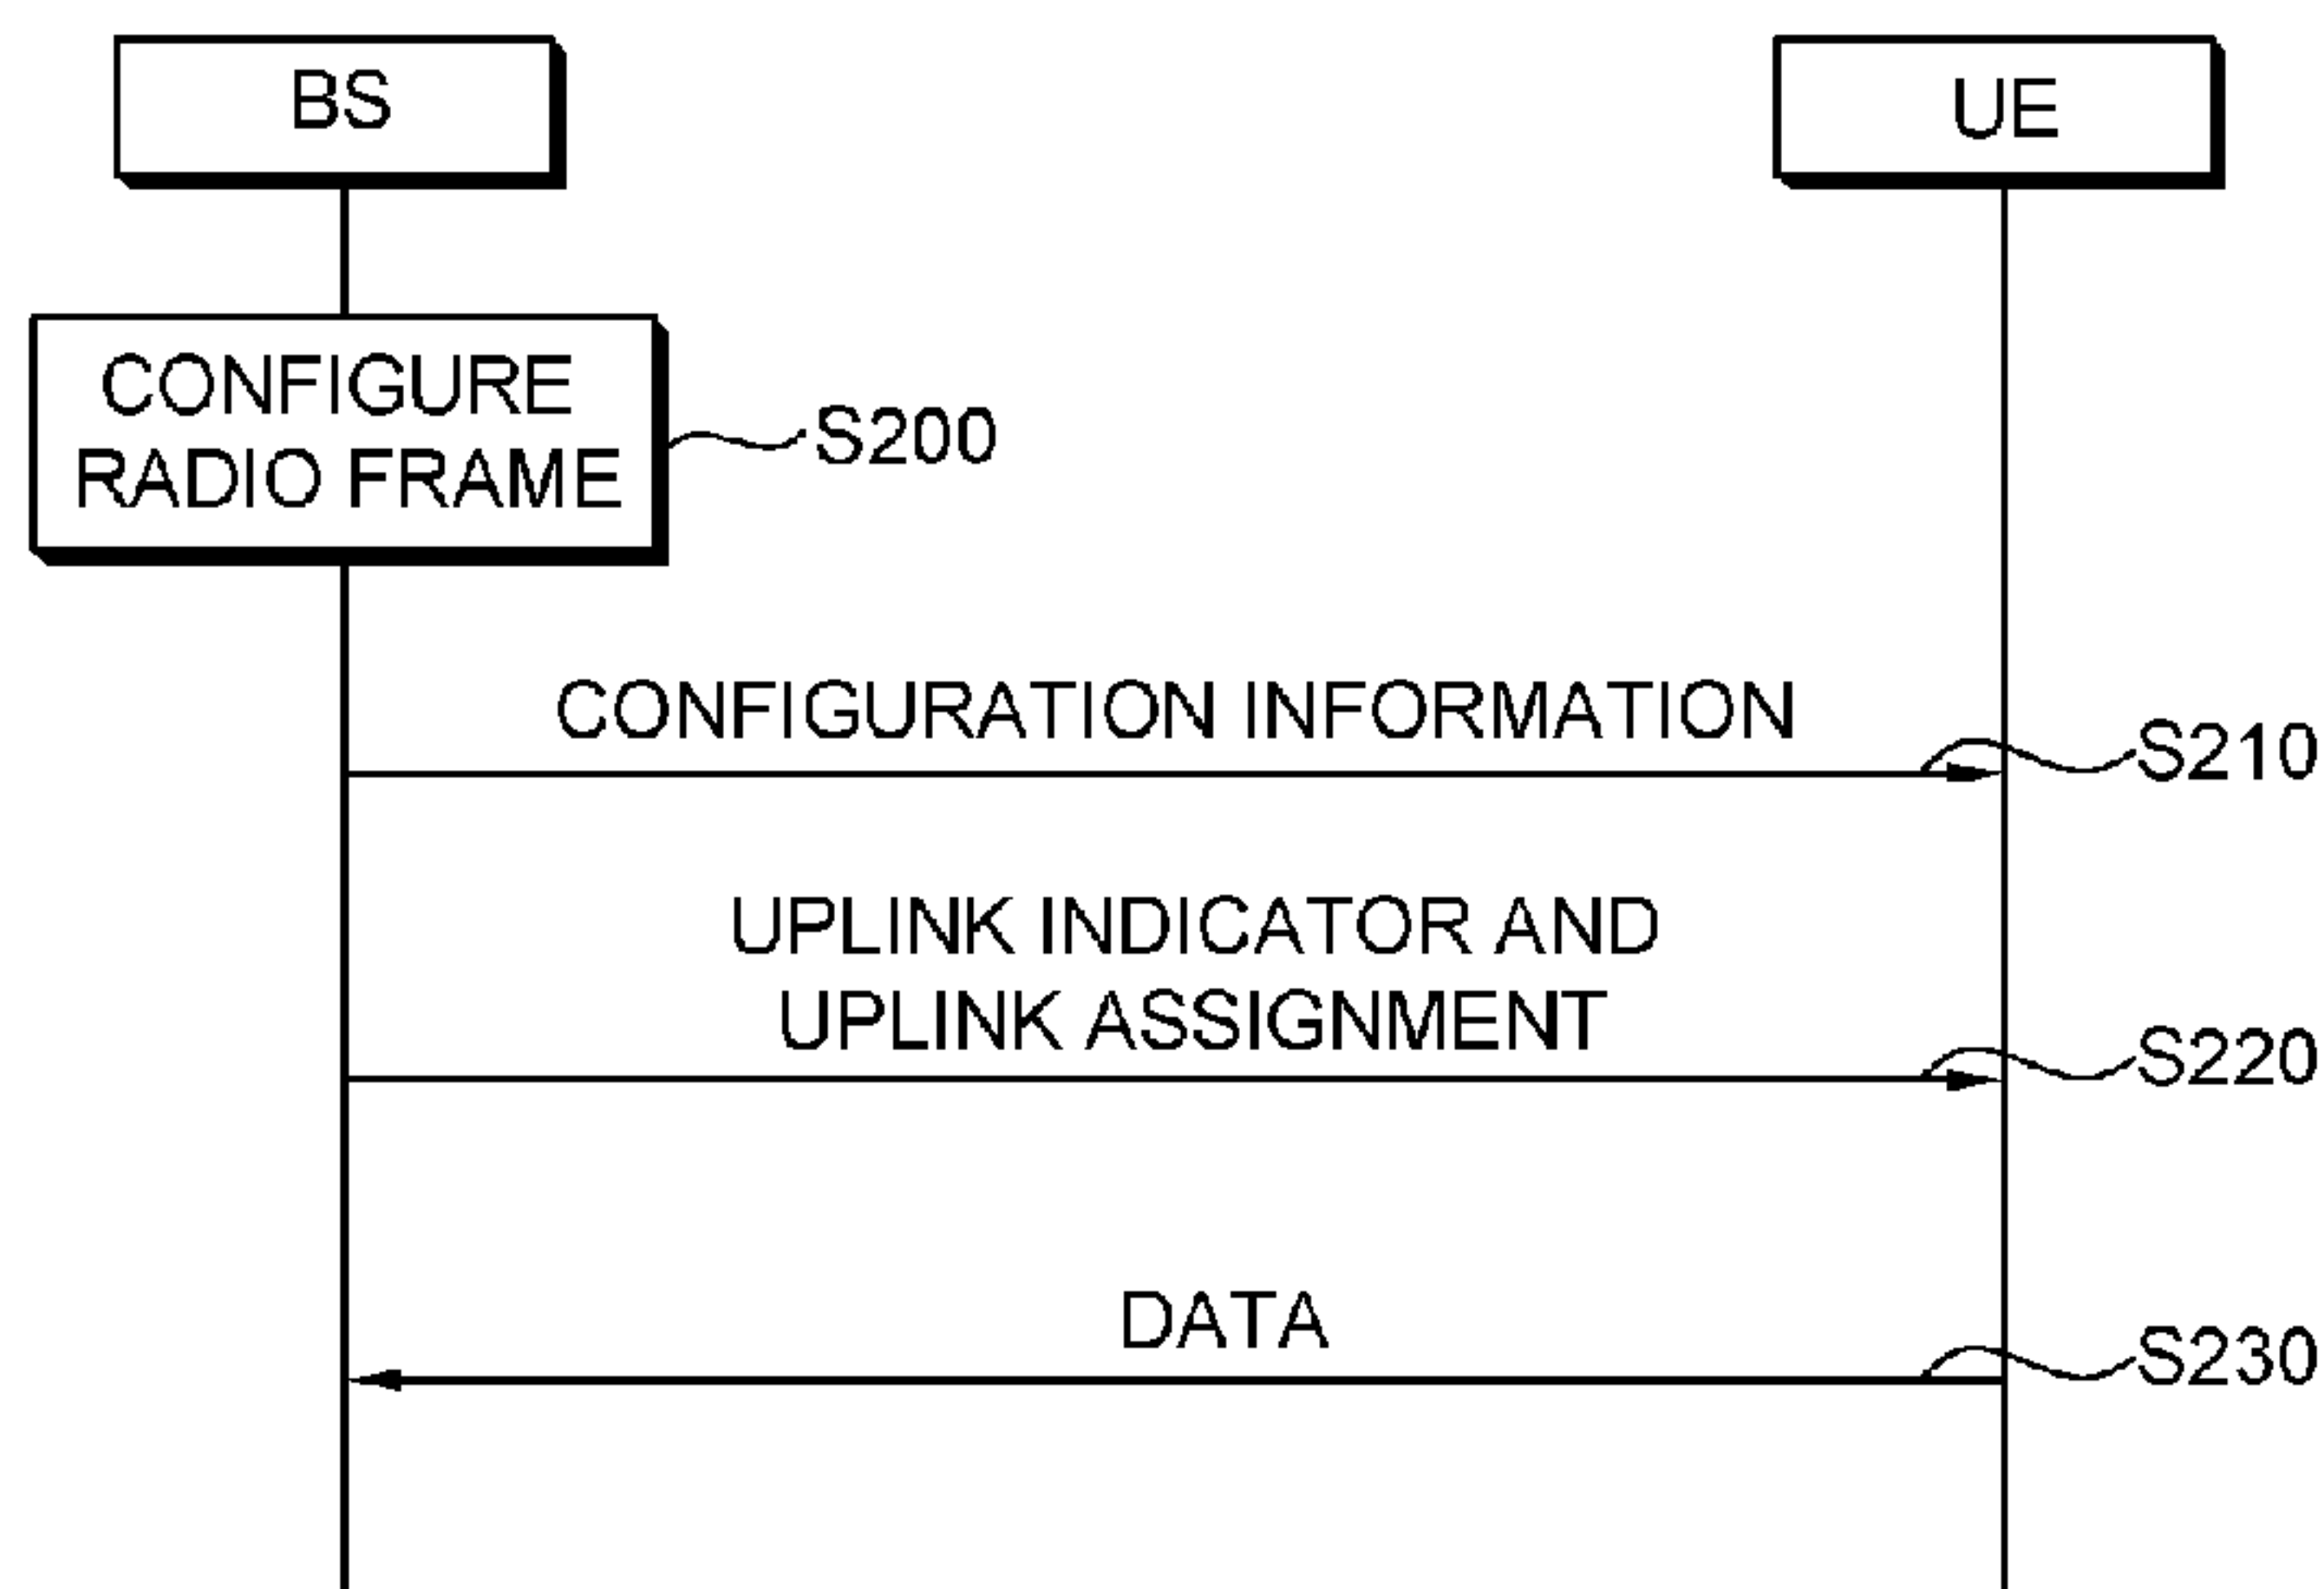 BS
UE
CONFIGURE
RADIO FRAME
S200
CONFIGURATION INFORMATION
S210
UPLINK INDICATOR AND
UPLINK ASSIGNMENT
S220
DATA
S230